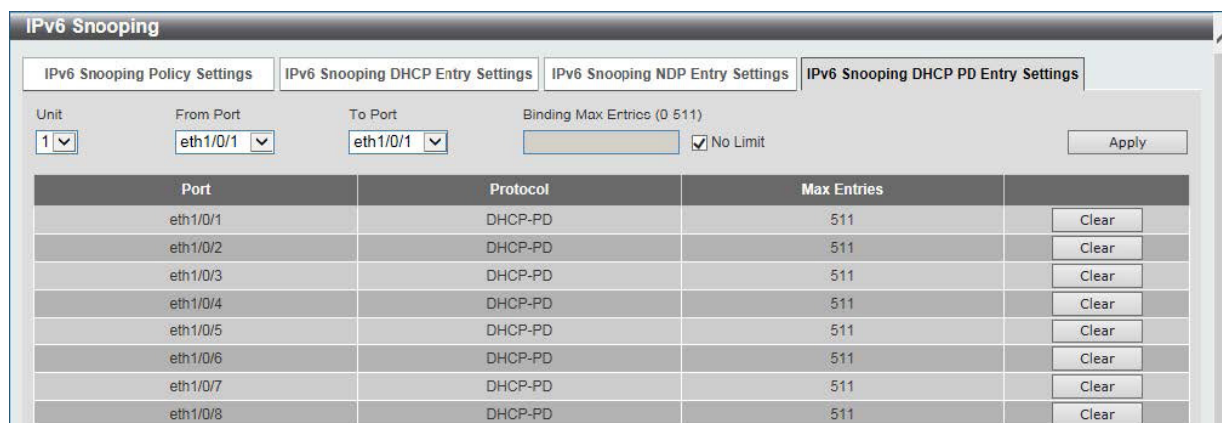 IPv6 Snooping
IPv6 Snooping Policy Settings IPv6 Snooping DHCP Entry Settings IPv6 Snooping NDP Entry Settings IPv6 Snooping DHCP PD Entry Settings
Unit From Port To Port Binding Max Entries (0-511)
1 eth1/0/1 eth1/0/1 No Limit Apply
Port Protocol Max Entries
eth1/0/1 DHCP-PD 511 Clear
eth1/0/2 DHCP-PD 511 Clear
eth1/0/3 DHCP-PD 511 Clear
eth1/0/4 DHCP-PD 511 Clear
eth1/0/5 DHCP-PD 511 Clear
eth1/0/6 DHCP-PD 511 Clear
eth1/0/7 DHCP-PD 511 Clear
eth1/0/8 DHCP-PD 511 Clear